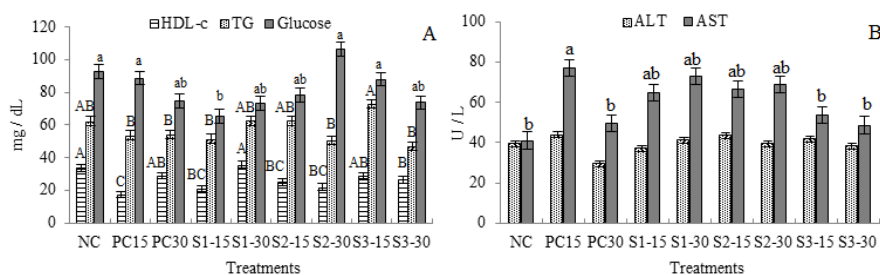 HDL-c TG Glucose
A
mg / dL
120
100
80
60
40
20
0
A AB a
C B a
AB B ab
BC B b
A AB ab
BC AB ab
BC B a
AB A a
B B ab
NC PC15 PC30 S1-15 S1-30 S2-15 S2-30 S3-15 S3-30
Treatments
ALT AST
B
U / L
100
80
60
40
20
0
b a b ab ab ab ab b b
NC PC15 PC30 S1-15 S1-30 S2-15 S2-30 S3-15 S3-30
Treatments